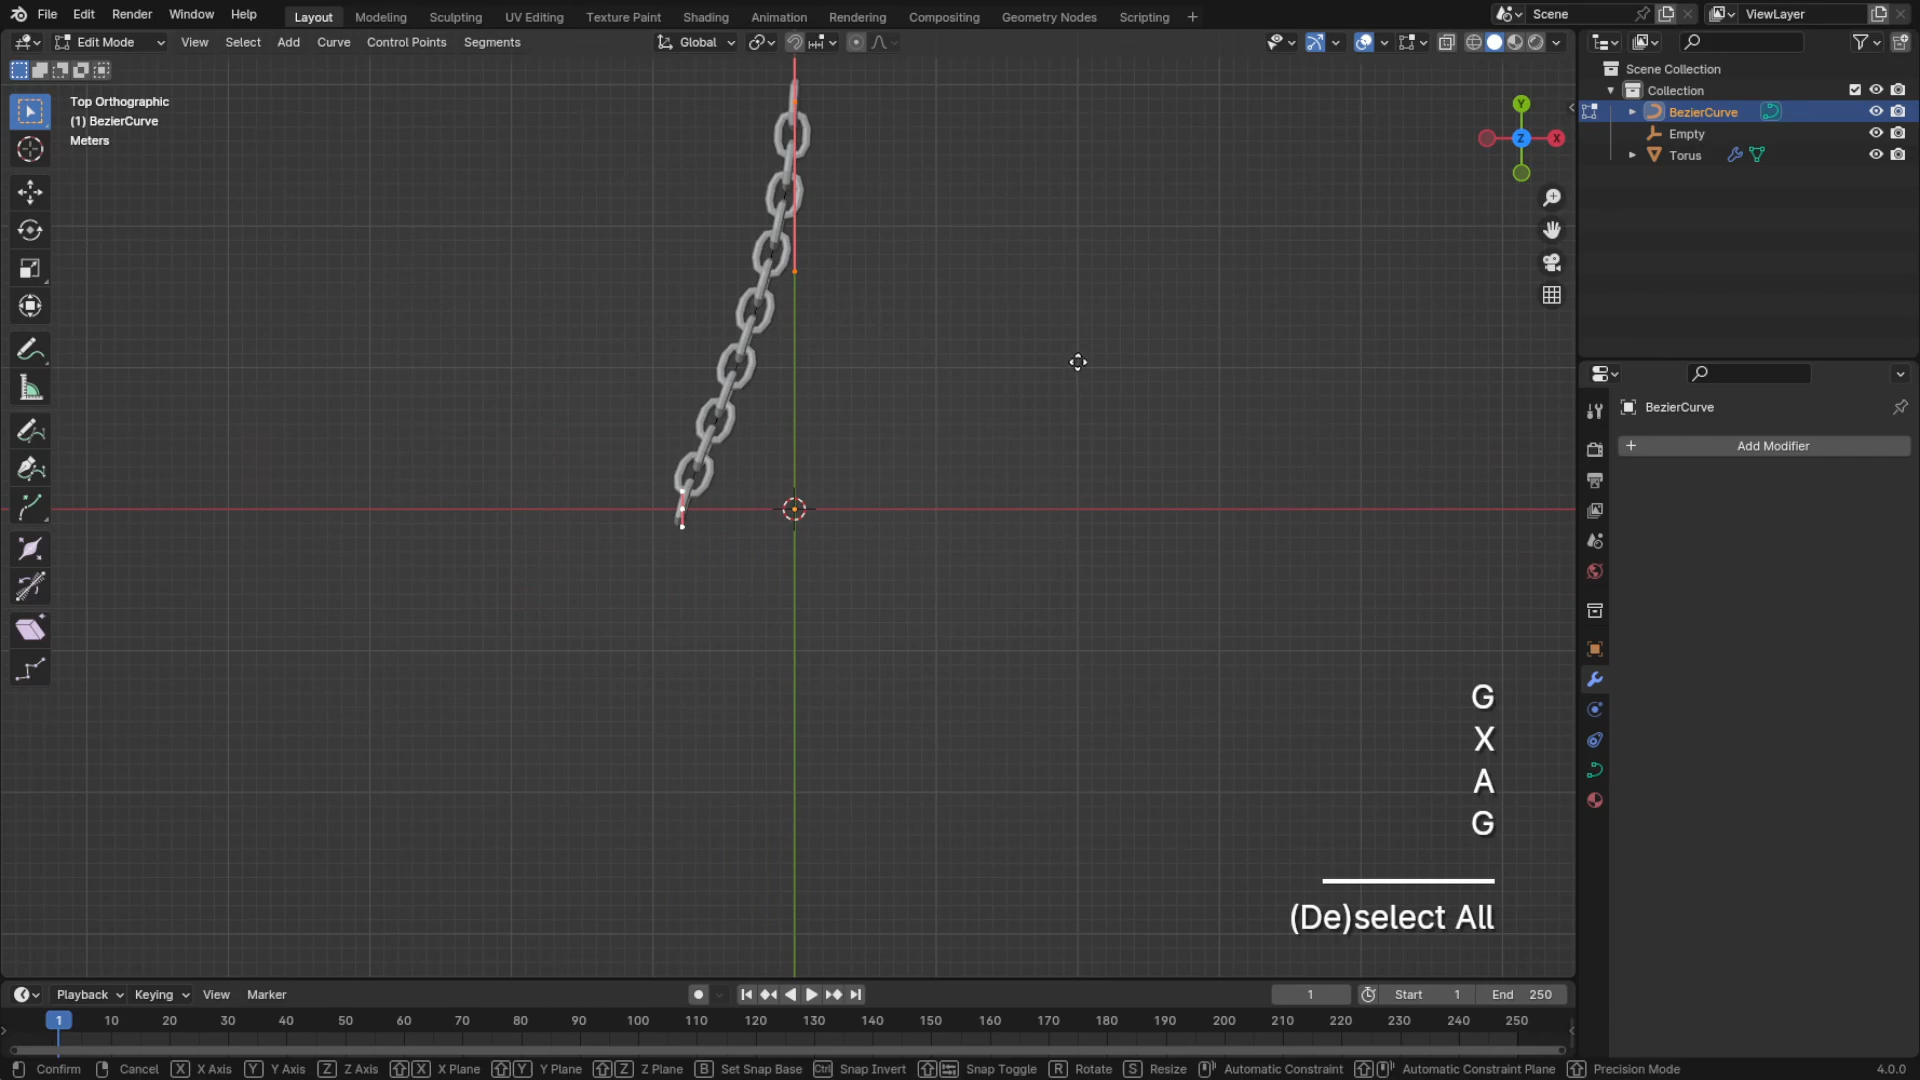 File Edit Render Window Help Layout Modeling Sculpting UV Editing Texture Paint Shading Animation Rendering Compositing Geometry Nodes Scripting Scene ViewLayer
Edit Mode View Select Add Curve Control Points Segments Global
Scene Collection
Collection
BezierCurve
Empty
Torus
Top Orthographic
(1) BezierCurve
Meters
Y
Z X
BezierCurve
Add Modifier
G
X
A
G
(De)select All
Playback Keying View Marker 1 Start 1 End 250
1 10 20 30 40 50 60 70 80 90 100 110 120 130 140 150 160 170 180 190 200 210 220 230 240 250
Confirm Cancel X X Axis Y Y Axis Z Z Axis X X Plane Y Y Plane Z Z Plane B Set Snap Base Ctrl Snap Invert Snap Toggle R Rotate S Resize Automatic Constraint Automatic Constraint Plane Precision Mode 4.0.0